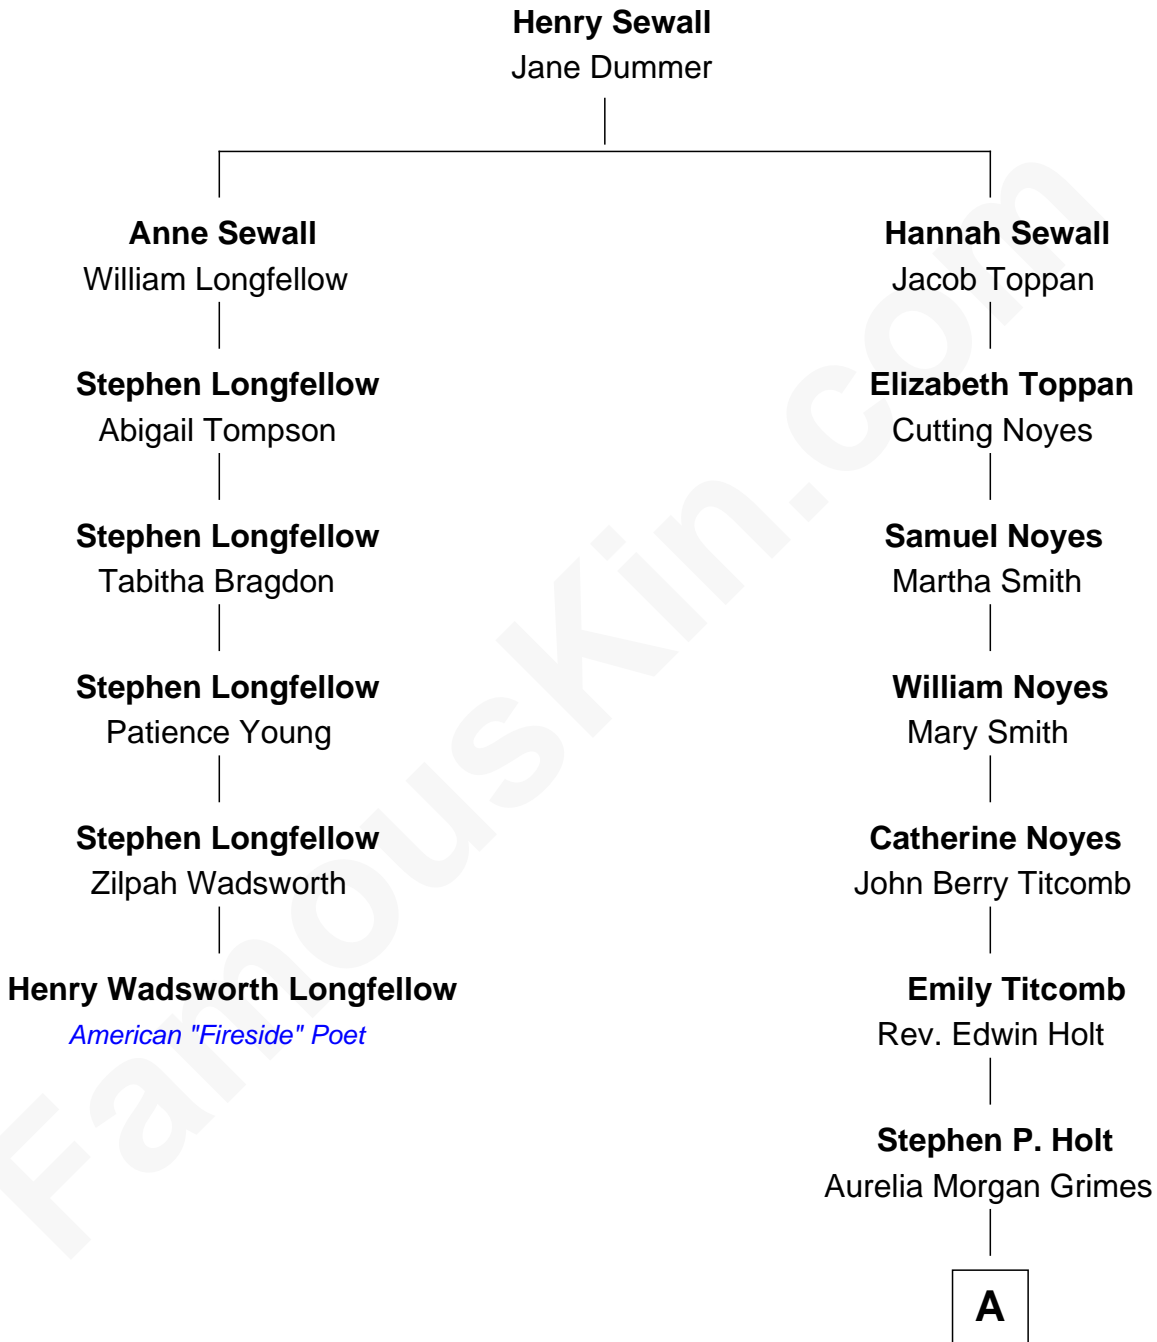 Henry Sewall
Jane Dummer
Anne Sewall
William Longfellow
Hannah Sewall
Jacob Toppan
Stephen Longfellow
Abigail Tompson
Elizabeth Toppan
Cutting Noyes
Stephen Longfellow
Tabitha Bragdon
Samuel Noyes
Martha Smith
Stephen Longfellow
Patience Young
William Noyes
Mary Smith
Stephen Longfellow
Zilpah Wadsworth
Catherine Noyes
John Berry Titcomb
Henry Wadsworth Longfellow
American "Fireside" Poet
Emily Titcomb
Rev. Edwin Holt
Stephen P. Holt
Aurelia Morgan Grimes
A
FamousKin.com